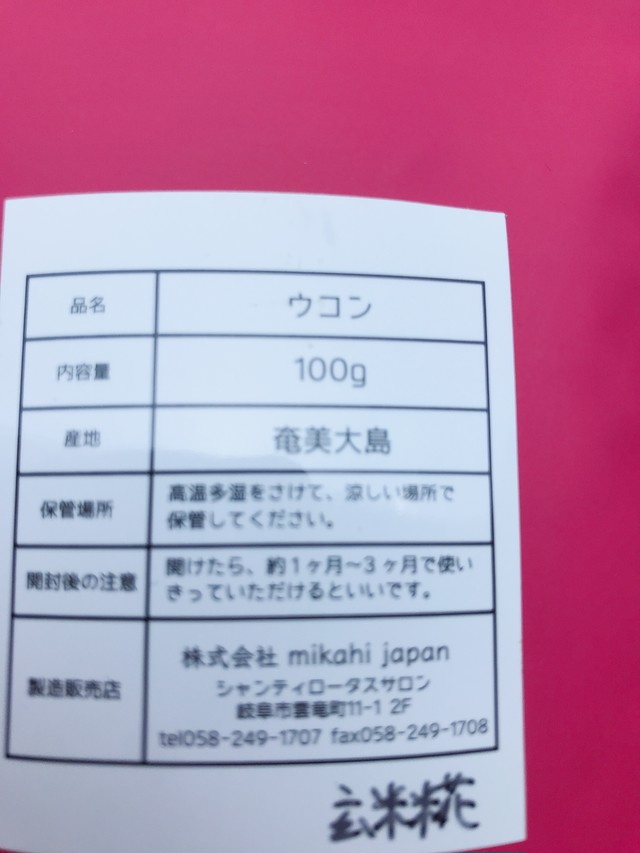 品名 ウコン
内容量 100g
産地 奄美大島
保管場所 高温多湿をさけて、涼しい場所で
保管してください。
開封後の注意 開けたら、約1ヶ月~3ヶ月で使い
きっていただけるといいです。
製造販売店 株式会社 mikahi japan
シャンティロータスサロン
岐阜市雲竜町11-1 2F
tel058-249-1707 fax058-249-1708
玄米糀